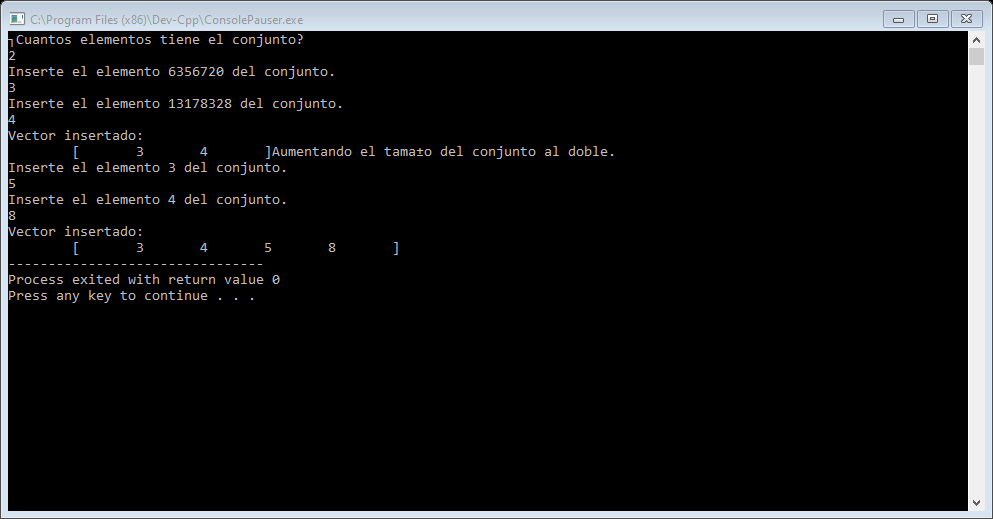 C:\Program Files (x86)\Dev-Cpp\ConsolePauser.exe
┐Cuantos elementos tiene el conjunto?
2
Inserte el elemento 6356720 del conjunto.
3
Inserte el elemento 13178328 del conjunto.
4
Vector insertado:
[ 3 4 ]Aumentando el tama±o del conjunto al doble.
Inserte el elemento 3 del conjunto.
5
Inserte el elemento 4 del conjunto.
8
Vector insertado:
[ 3 4 5 8 ]
--------------------------------
Process exited with return value 0
Press any key to continue . . .